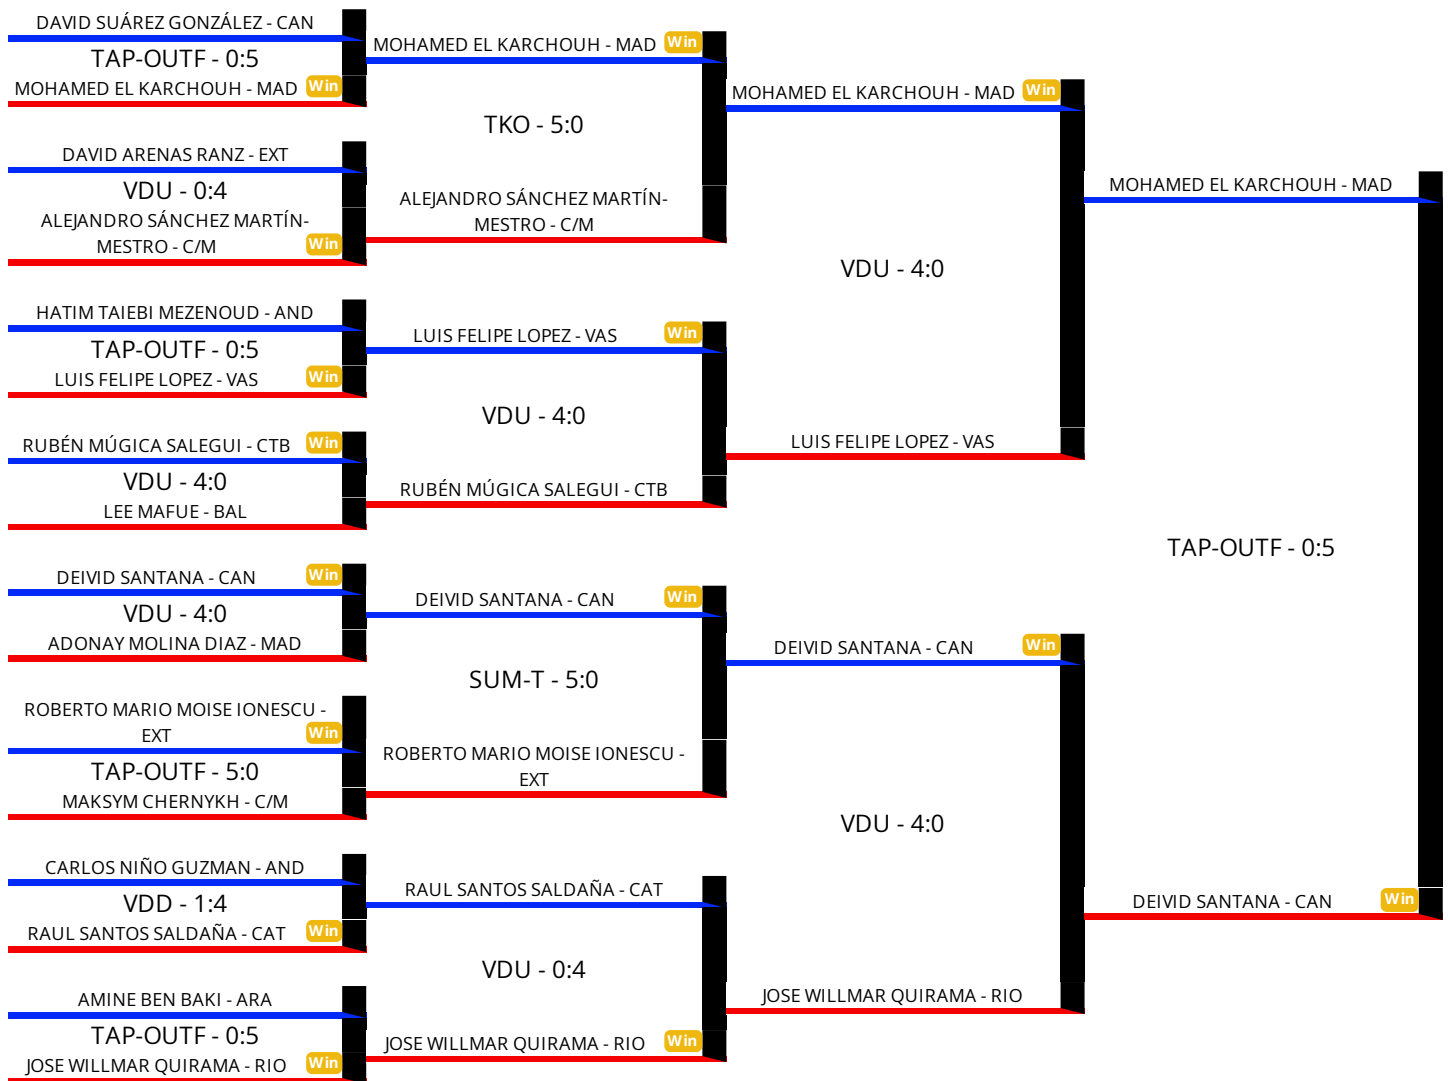 DAVID SUÁREZ GONZÁLEZ - CAN
TAP-OUTF - 0:5
MOHAMED EL KARCHOUH - MAD Win
DAVID ARENAS RANZ - EXT
VDU - 0:4
ALEJANDRO SÁNCHEZ MARTÍN-
MESTRO - C/M Win
HATIM TAIEBI MEZENOUD - AND
TAP-OUTF - 0:5
LUIS FELIPE LOPEZ - VAS Win
RUBÉN MÚGICA SALEGUI - CTB Win
VDU - 4:0
LEE MAFUE - BAL
DEIVID SANTANA - CAN Win
VDU - 4:0
ADONAY MOLINA DIAZ - MAD
ROBERTO MARIO MOISE IONESCU -
EXT Win
TAP-OUTF - 5:0
MAKSYM CHERNYKH - C/M
CARLOS NIÑO GUZMAN - AND
VDD - 1:4
RAUL SANTOS SALDAÑA - CAT Win
AMINE BEN BAKI - ARA
TAP-OUTF - 0:5
JOSE WILLMAR QUIRAMA - RIO Win
MOHAMED EL KARCHOUH - MAD Win
TKO - 5:0
ALEJANDRO SÁNCHEZ MARTÍN-
MESTRO - C/M
LUIS FELIPE LOPEZ - VAS Win
VDU - 4:0
RUBÉN MÚGICA SALEGUI - CTB
DEIVID SANTANA - CAN Win
SUM-T - 5:0
ROBERTO MARIO MOISE IONESCU -
EXT
RAUL SANTOS SALDAÑA - CAT
VDU - 0:4
JOSE WILLMAR QUIRAMA - RIO Win
MOHAMED EL KARCHOUH - MAD Win
VDU - 4:0
LUIS FELIPE LOPEZ - VAS
DEIVID SANTANA - CAN Win
VDU - 4:0
JOSE WILLMAR QUIRAMA - RIO
MOHAMED EL KARCHOUH - MAD
TAP-OUTF - 0:5
DEIVID SANTANA - CAN Win